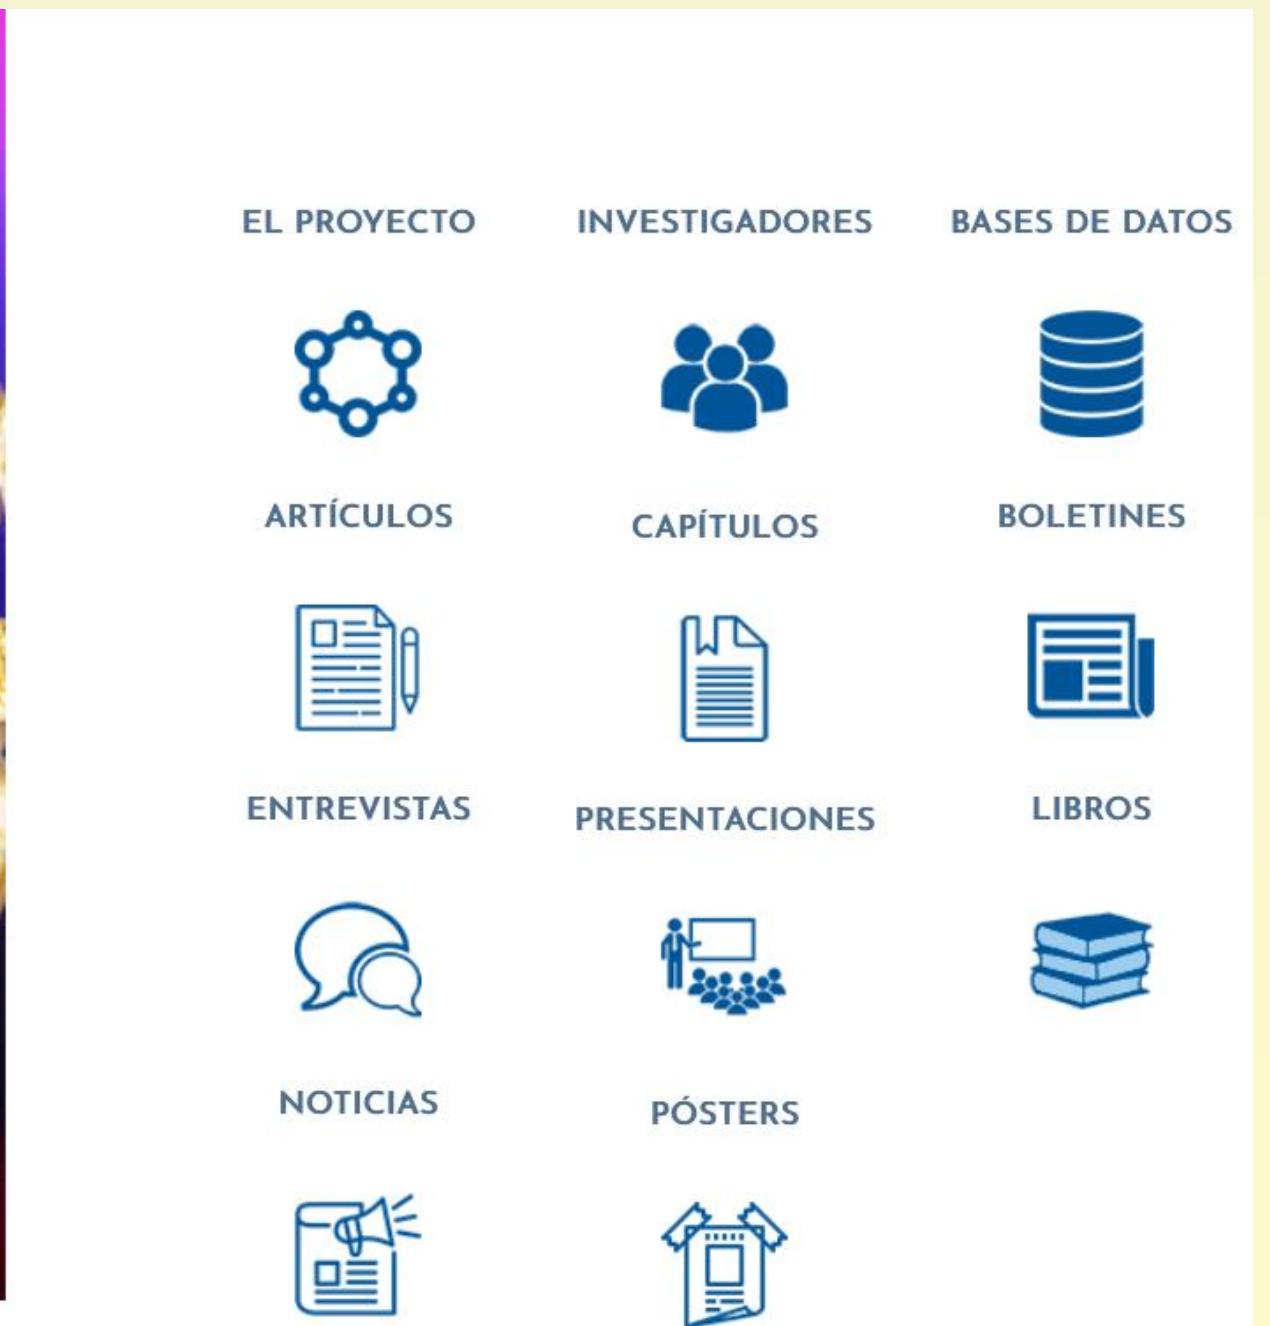 EL PROYECTO
INVESTIGADORES
BASES DE DATOS
ARTÍCULOS
CAPÍTULOS
BOLETINES
ENTREVISTAS
PRESENTACIONES
LIBROS
NOTICIAS
PÓSTERS